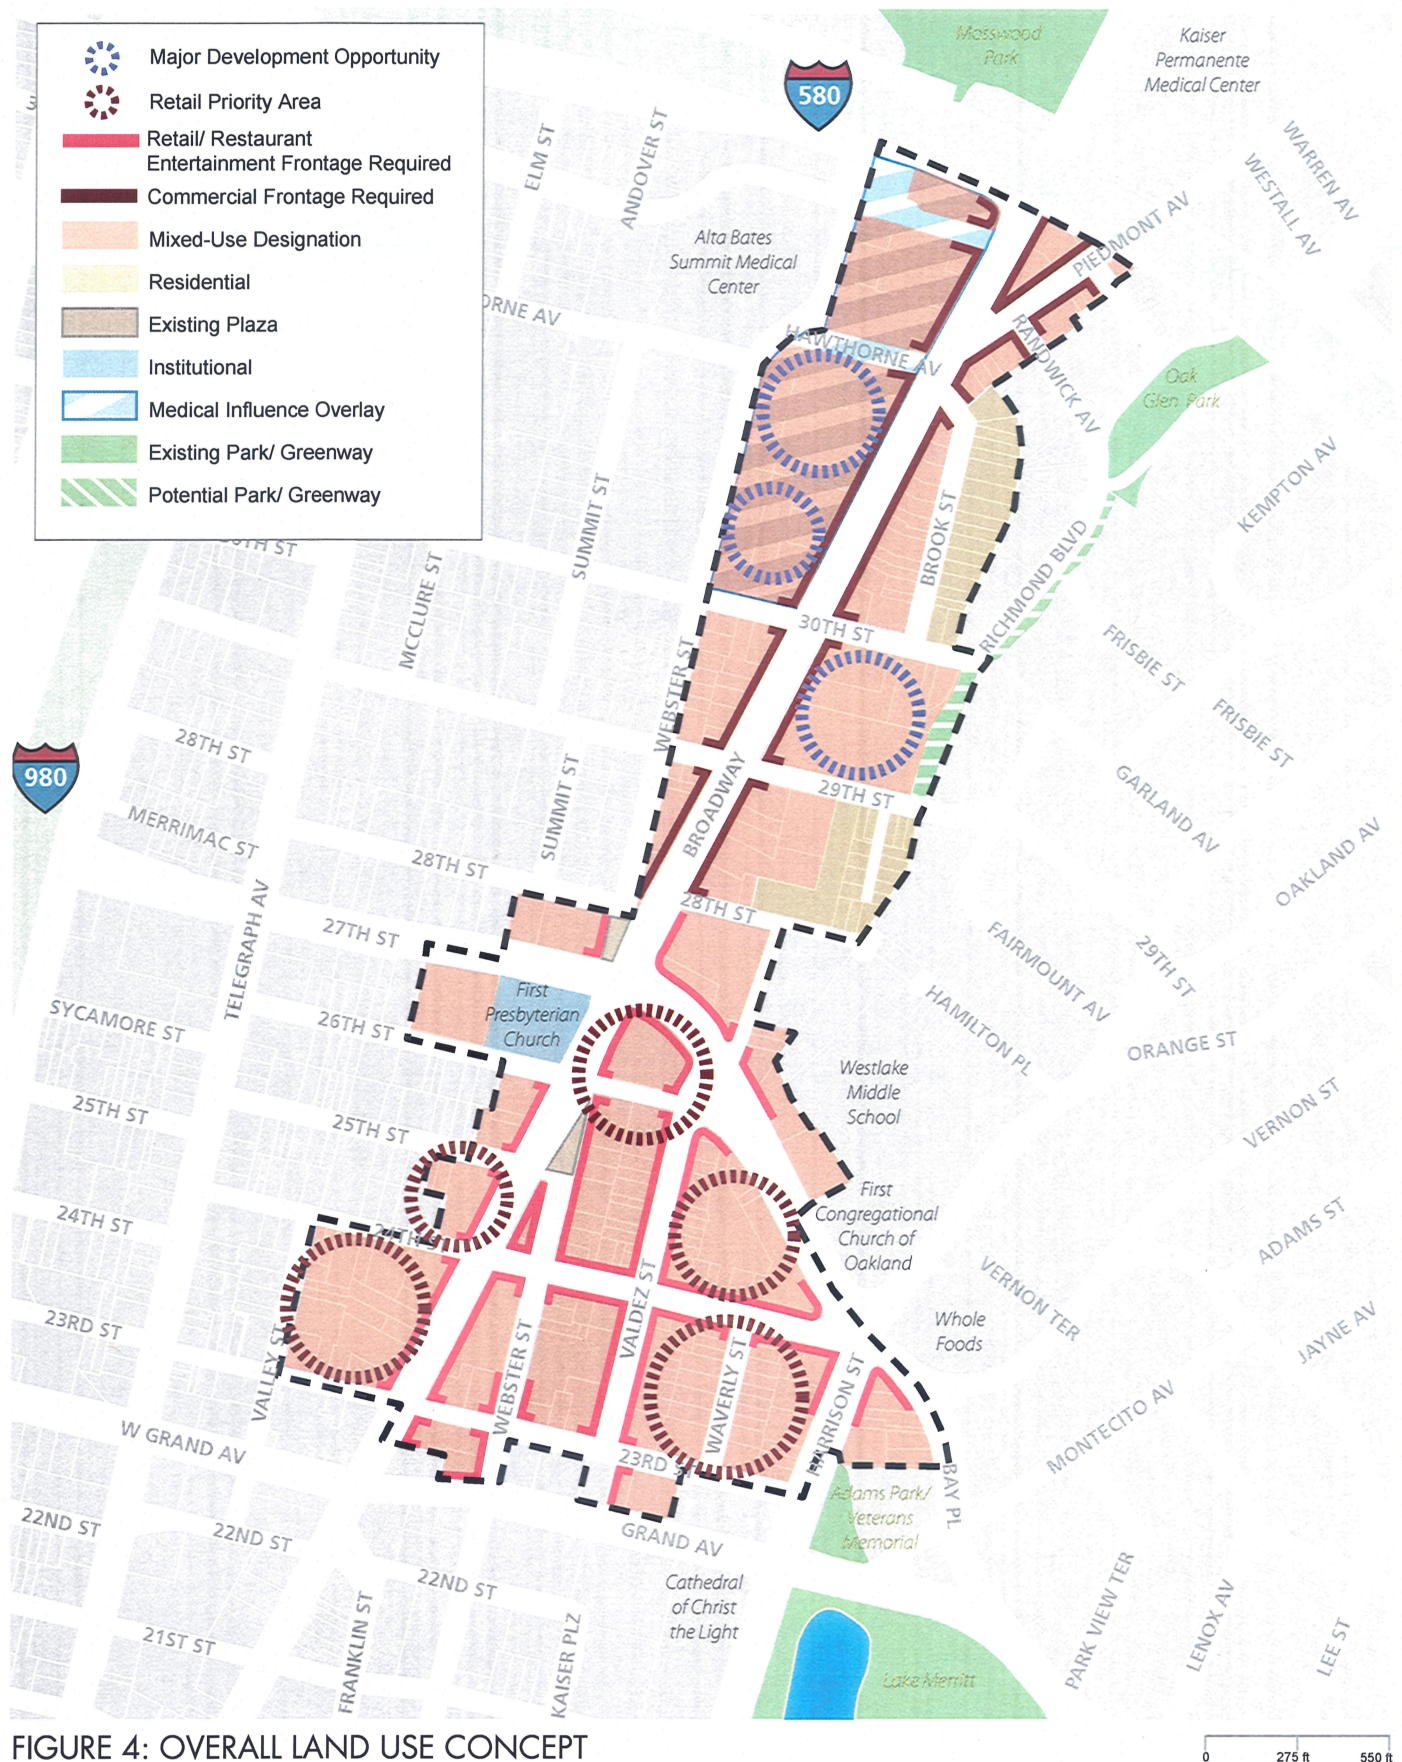 Major Development Opportunity
Retail Priority Area
Retail/ Restaurant
Entertainment Frontage Required
Commercial Frontage Required
Mixed-Use Designation
Residential
Existing Plaza
Institutional
Medical Influence Overlay
Existing Park/ Greenway
Potential Park/ Greenway
Mosswood
Park
Kaiser
Permanente
Medical Center
580
ELM ST
ANDOVER ST
WARREN AV
WESTALL AV
PIEDMONT AV
Alta Bates
Summit Medical
Center
ORNE AV
HAWTHORNE AV
RANDWICK AV
Oak
Glen Park
KEMPTON AV
SUMMIT ST
BROOK ST
RICHMOND BLVD
MCCLURE ST
30TH ST
30TH ST
WEBSTER ST
FRISBIE ST
FRISBIE ST
980
28TH ST
SUMMIT ST
BROADWAY
29TH ST
GARLAND AV
OAKLAND AV
MERRIMAC ST
28TH ST
28TH ST
TELEGRAPH AV
27TH ST
FAIRMOUNT AV
29TH ST
HAMILTON PL
First
Presbyterian
Church
SYCAMORE ST
26TH ST
ORANGE ST
Westlake
Middle
School
25TH ST
25TH ST
VERNON ST
24TH ST
24TH ST
First
Congregational
Church of
Oakland
ADAMS ST
VERNON TER
VALDEZ ST
23RD ST
VALLEY ST
WEBSTER ST
WAVERLY ST
HARRISON ST
Whole
Foods
JAYNE AV
MONTECITO AV
W GRAND AV
23RD ST
BAY PL
Adams Park/
Veterans
Memorial
22ND ST
22ND ST
GRAND AV
22ND ST
Cathedral
of Christ
the Light
PARK VIEW TER
LENOX AV
LEE ST
21ST ST
FRANKLIN ST
KAISER PLZ
Lake Merritt
FIGURE 4: OVERALL LAND USE CONCEPT
0 275 ft 550 ft